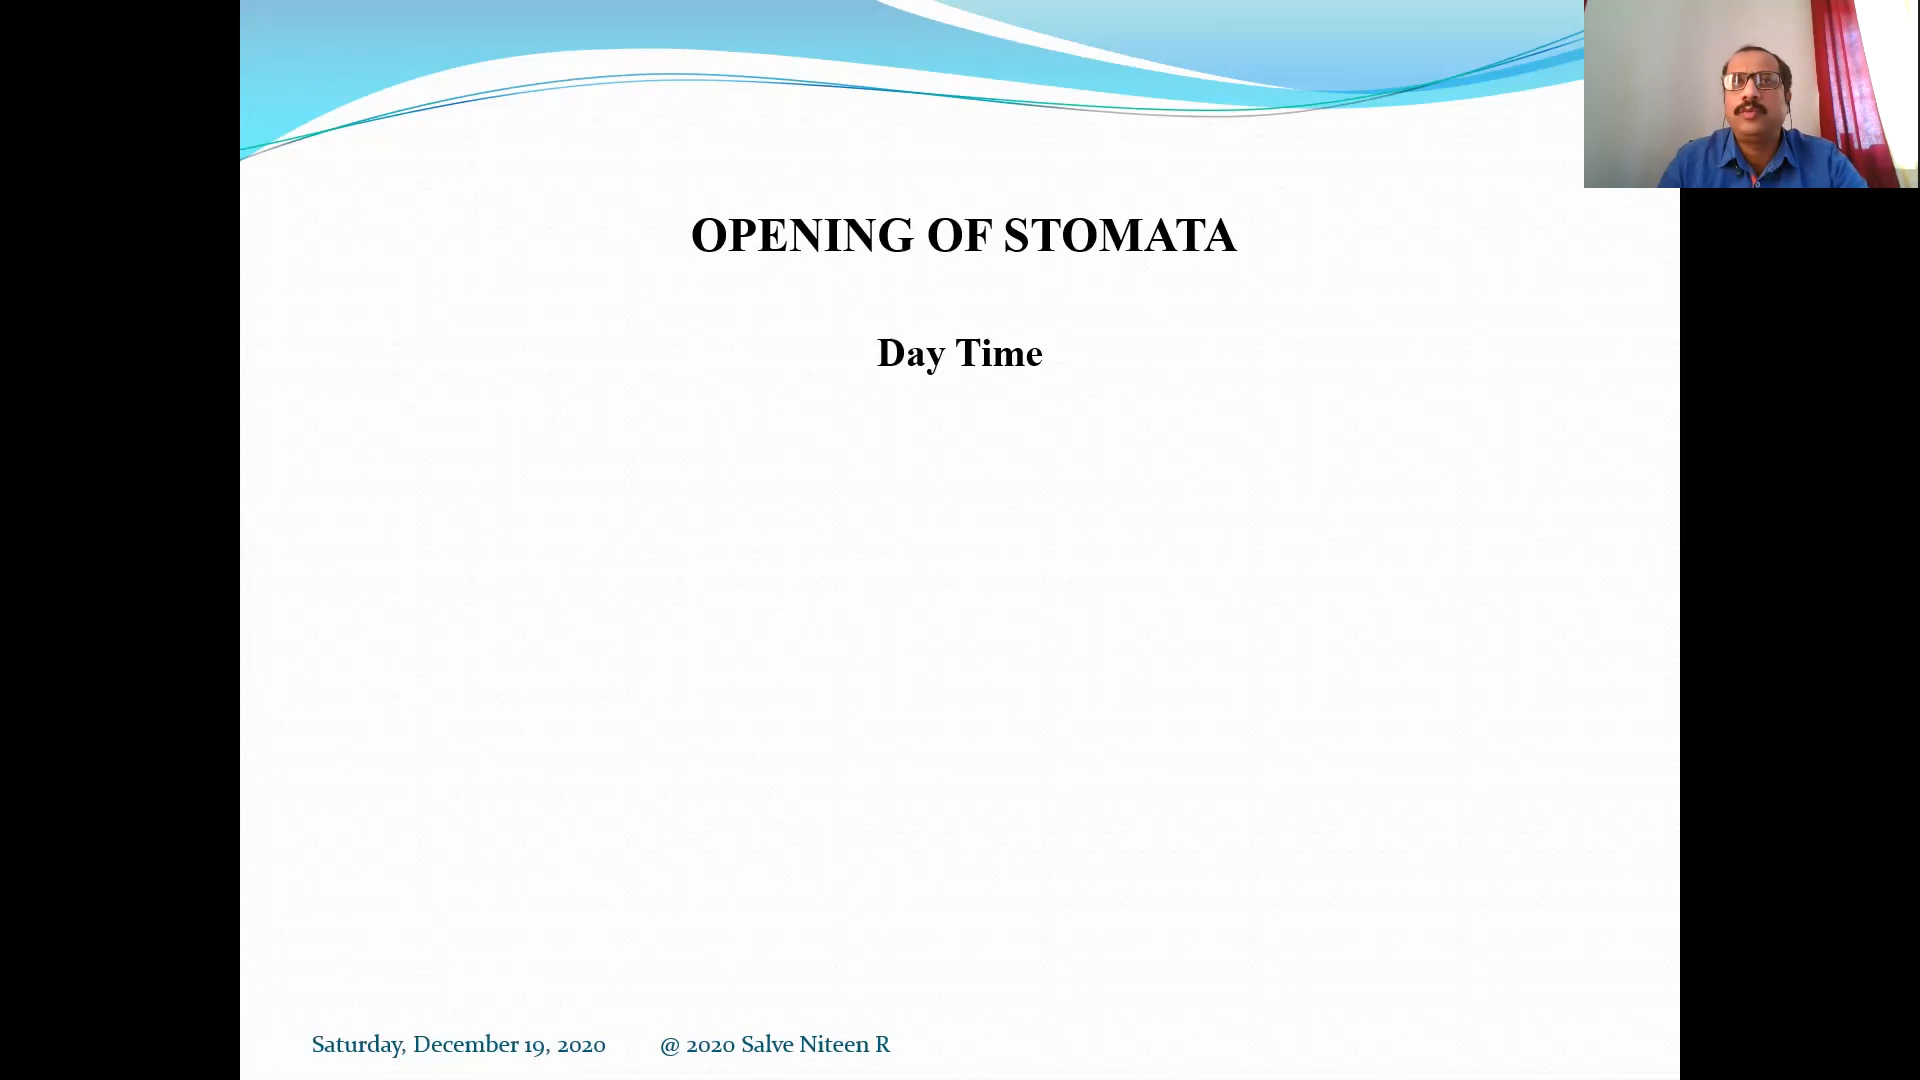 OPENING OF STOMATA
Day Time
Saturday, December 19, 2020 @ 2020 Salve Niteen R